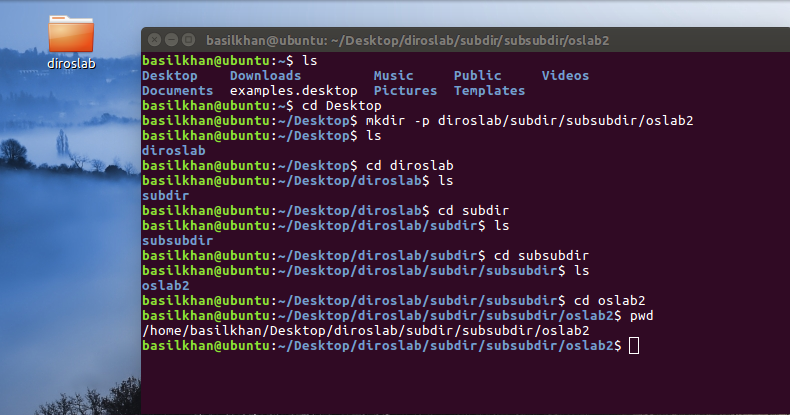 diroslab
basilkhan@ubuntu: ~/Desktop/diroslab/subdir/subsubdir/oslab2
basilkhan@ubuntu:~$ ls
Desktop Downloads Music Public Videos
Documents examples.desktop Pictures Templates
basilkhan@ubuntu:~$ cd Desktop
basilkhan@ubuntu:~/Desktop$ mkdir -p diroslab/subdir/subsubdir/oslab2
basilkhan@ubuntu:~/Desktop$ ls
diroslab
basilkhan@ubuntu:~/Desktop$ cd diroslab
basilkhan@ubuntu:~/Desktop/diroslab$ ls
subdir
basilkhan@ubuntu:~/Desktop/diroslab$ cd subdir
basilkhan@ubuntu:~/Desktop/diroslab/subdir$ ls
subsubdir
basilkhan@ubuntu:~/Desktop/diroslab/subdir$ cd subsubdir
basilkhan@ubuntu:~/Desktop/diroslab/subdir/subsubdir$ ls
oslab2
basilkhan@ubuntu:~/Desktop/diroslab/subdir/subsubdir$ cd oslab2
basilkhan@ubuntu:~/Desktop/diroslab/subdir/subsubdir/oslab2$ pwd
/home/basilkhan/Desktop/diroslab/subdir/subsubdir/oslab2
basilkhan@ubuntu:~/Desktop/diroslab/subdir/subsubdir/oslab2$